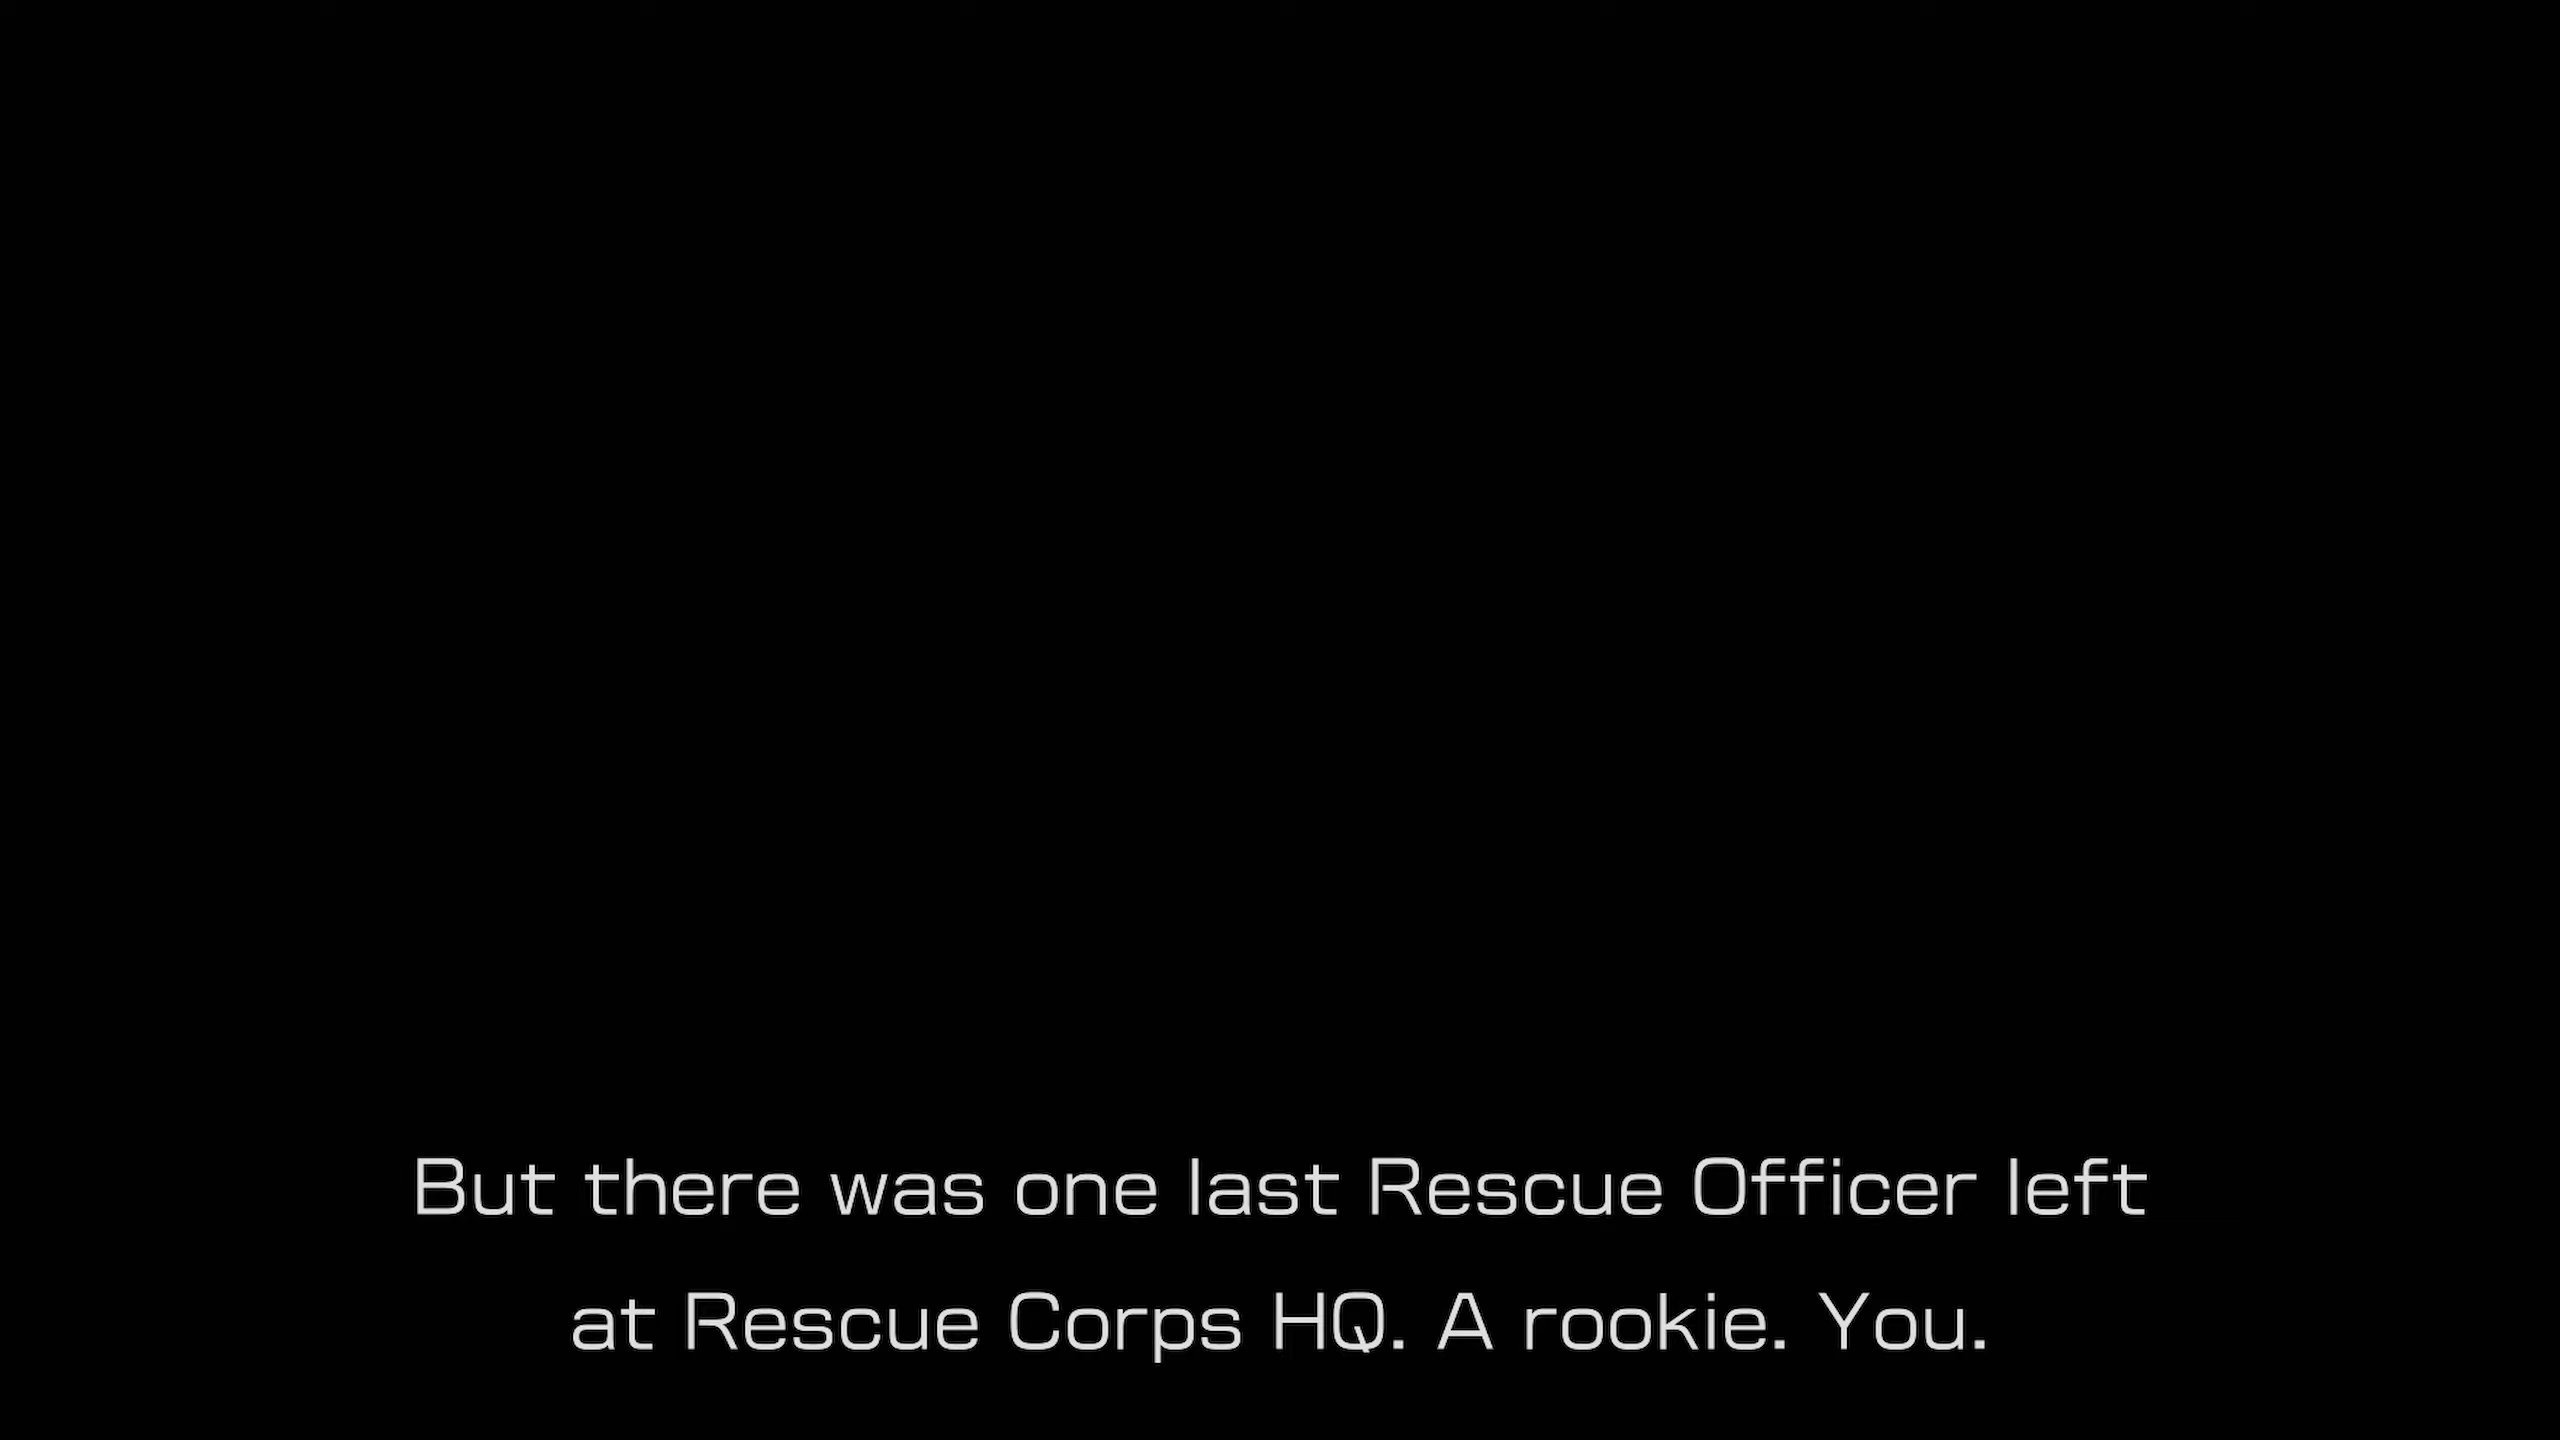 But there was one last Rescue Officer left
at Rescue Corps HQ. A rookie. You.